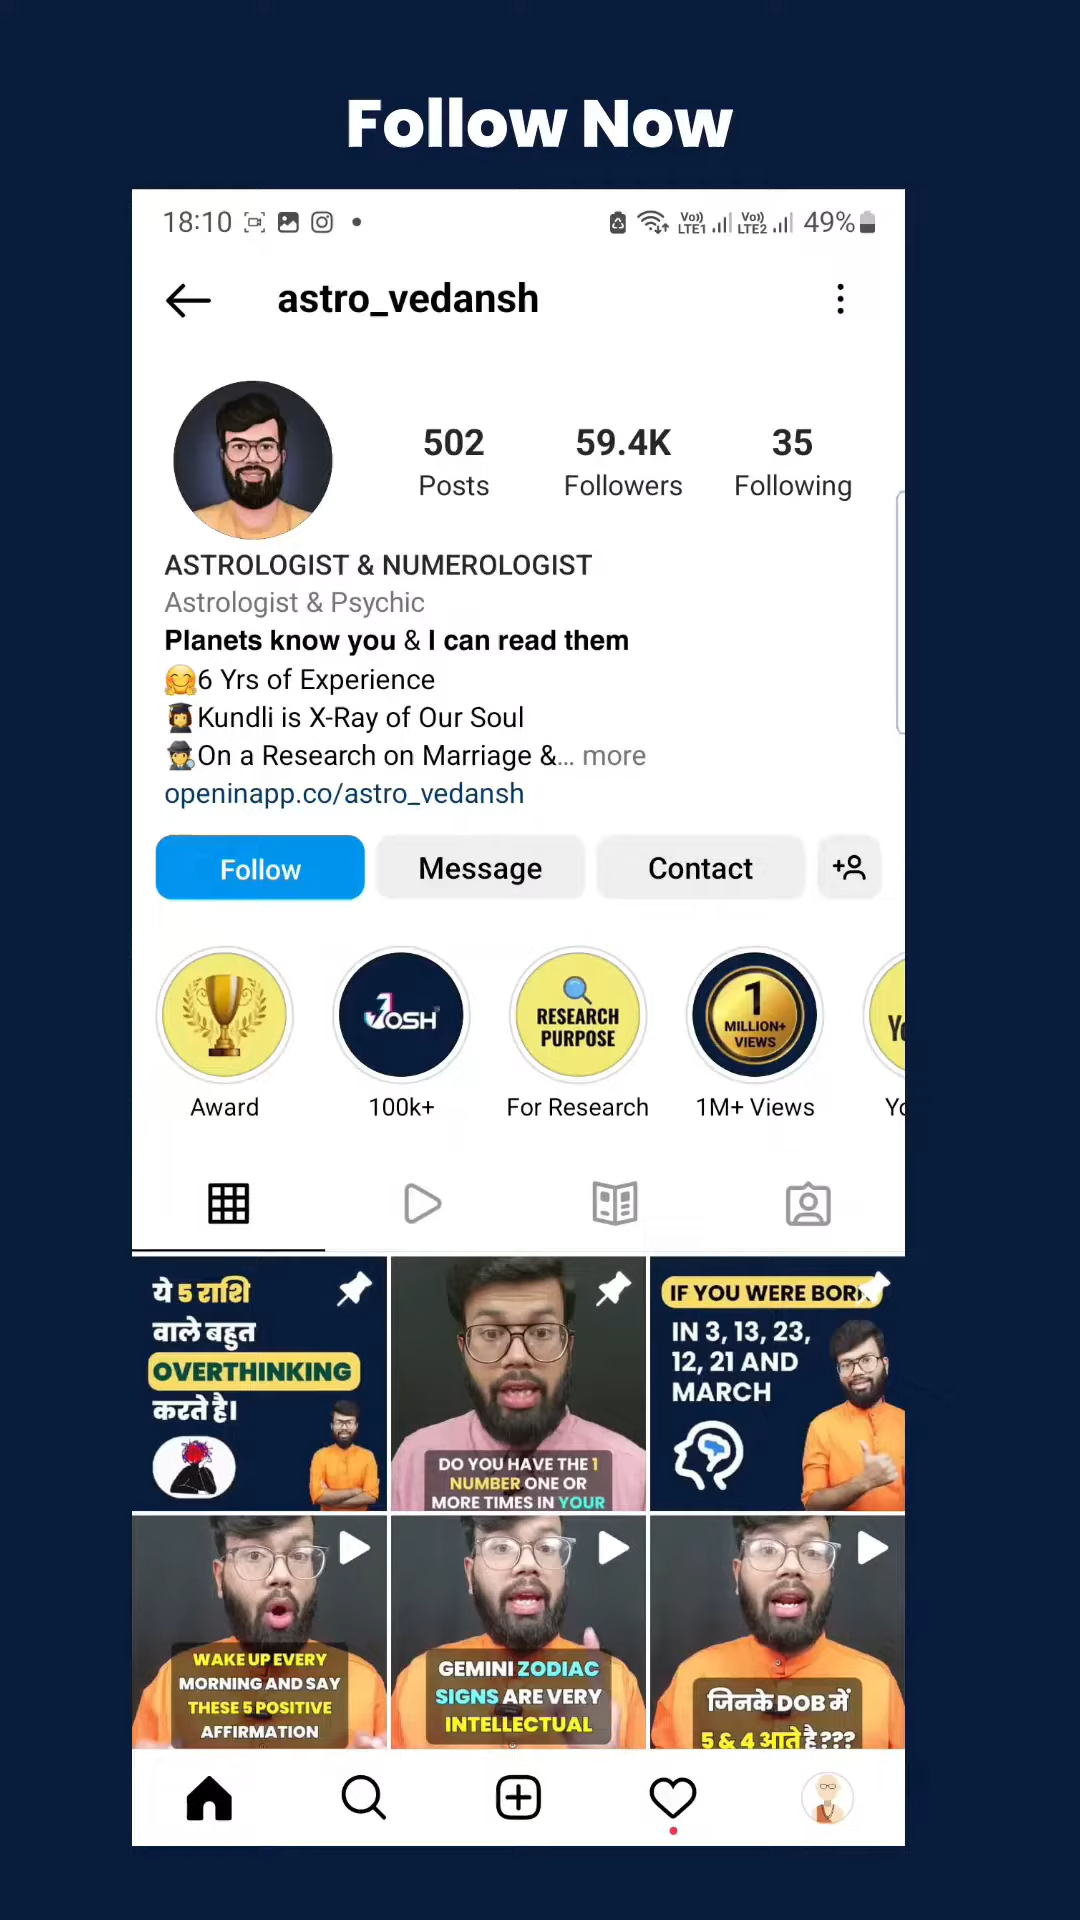 Follow Now
18:10
Vo)) LTE1 Vo)) LTE2 49%
astro_vedansh
502 59.4K 35
Posts Followers Following
ASTROLOGIST & NUMEROLOGIST
Astrologist & Psychic
Planets know you & I can read them
6 Yrs of Experience
Kundli is X-Ray of Our Soul
On a Research on Marriage &... more
openinapp.co/astro_vedansh
Follow Message Contact
JOSH
RESEARCH
PURPOSE
1
MILLION+
VIEWS
Award 100k+ For Research 1M+ Views
ये 5 राशि
वाले बहुत
OVERTHINKING
करते है।
DO YOU HAVE THE 1
NUMBER ONE OR
MORE TIMES IN YOUR
IF YOU WERE BORN
IN 3, 13, 23,
12, 21 AND
MARCH
WAKE UP EVERY
MORNING AND SAY
THESE 5 POSITIVE
AFFIRMATION
GEMINI ZODIAC
SIGNS ARE VERY
INTELLECTUAL
जिनके DOB में
5 & 4 आते है ???